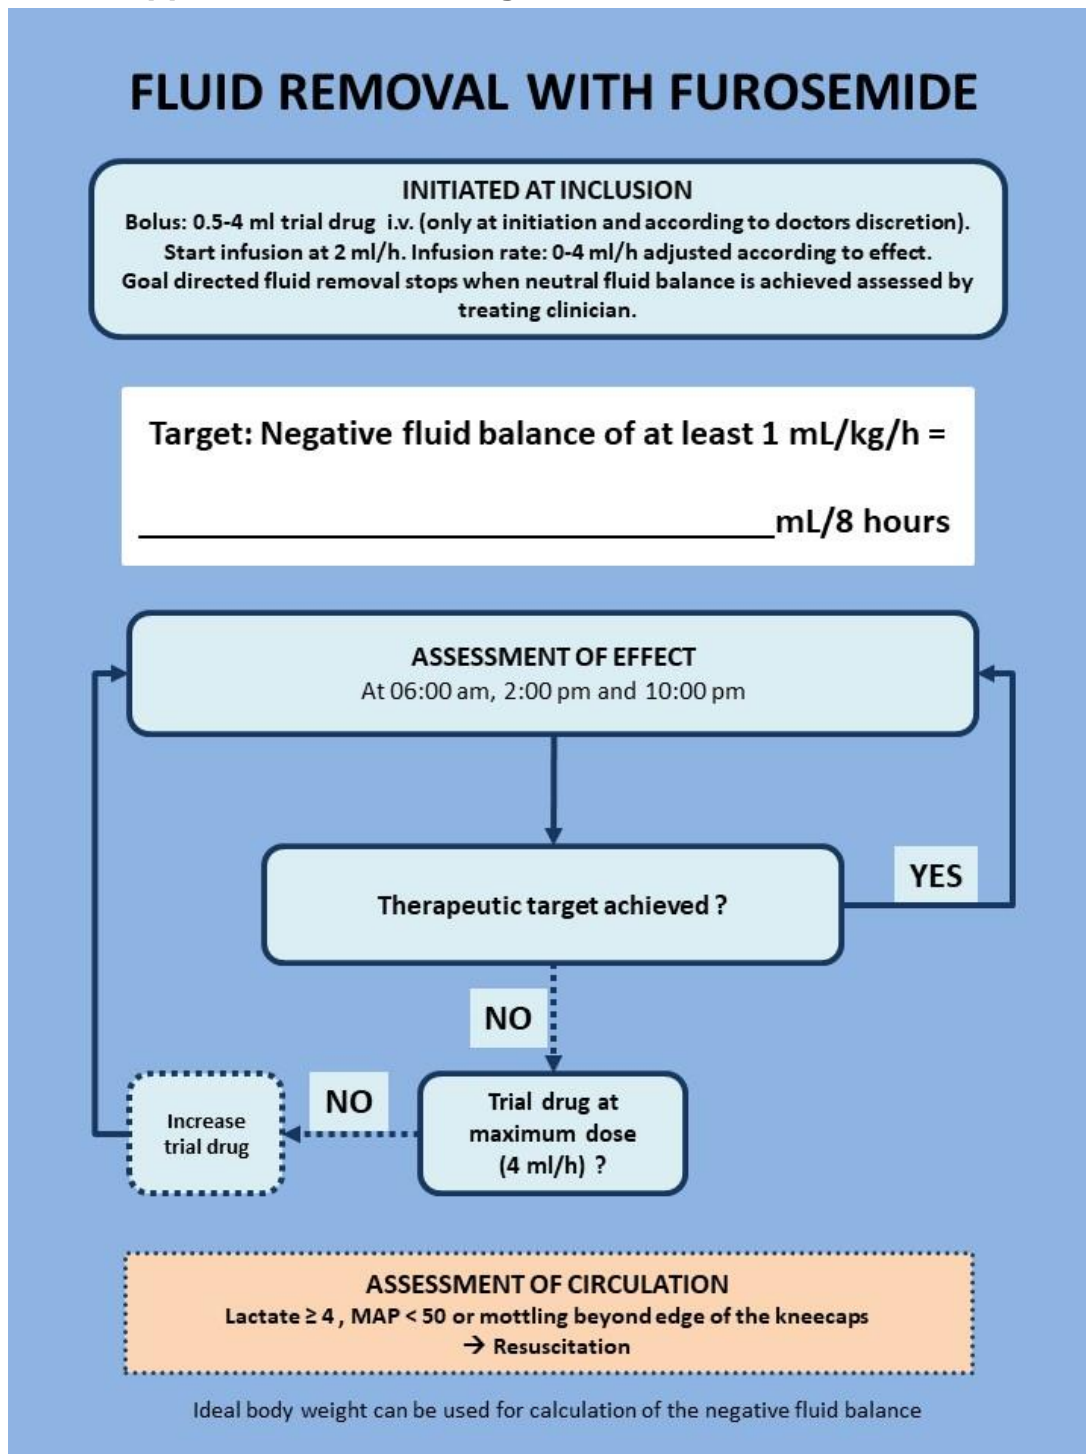 FLUID REMOVAL WITH FUROSEMIDE
INITIATED AT INCLUSION
Bolus: 0.5-4 ml trial drug i.v. (only at initiation and according to doctors discretion).
Start infusion at 2 ml/h. Infusion rate: 0-4 ml/h adjusted according to effect.
Goal directed fluid removal stops when neutral fluid balance is achieved assessed by
treating clinician.
Target: Negative fluid balance of at least 1 mL/kg/h =
____________________________________mL/8 hours
ASSESSMENT OF EFFECT
At 06:00 am, 2:00 pm and 10:00 pm
Therapeutic target achieved ?
YES
NO
Trial drug at
maximum dose
(4 ml/h) ?
NO
Increase
trial drug
ASSESSMENT OF CIRCULATION
Lactate ≥ 4 , MAP < 50 or mottling beyond edge of the kneecaps
→ Resuscitation
Ideal body weight can be used for calculation of the negative fluid balance